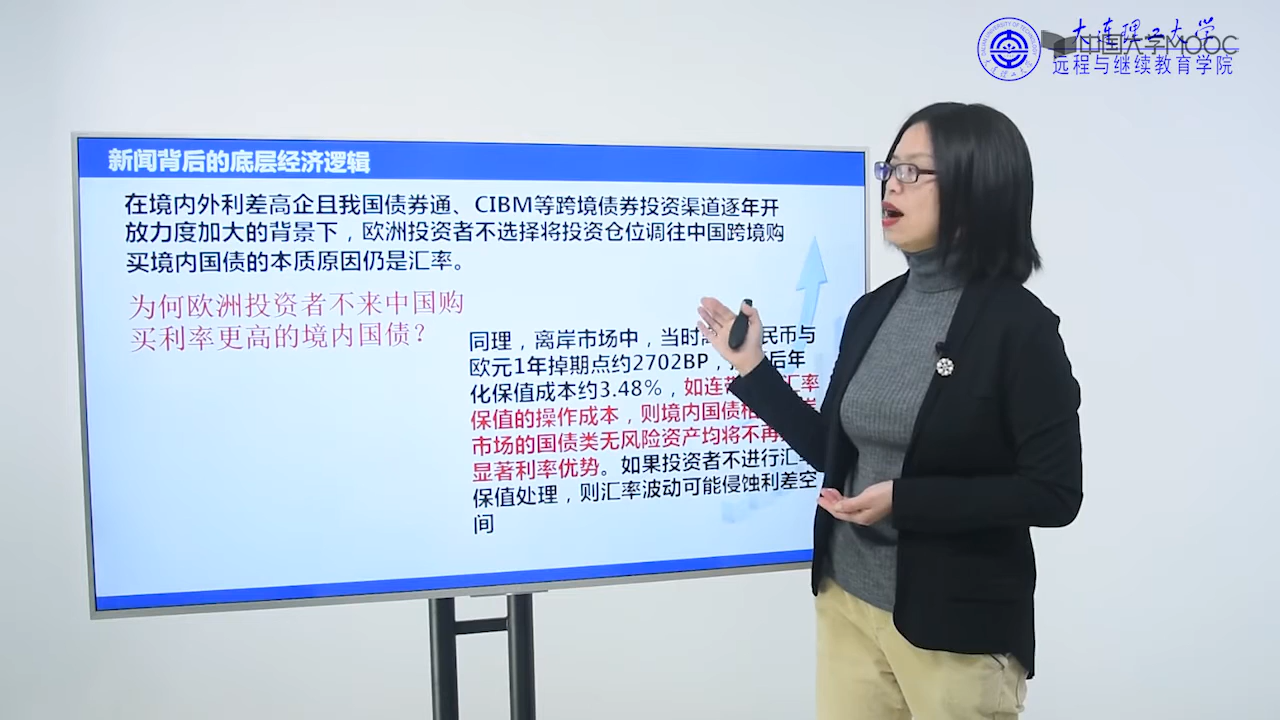 大连理工大学
中国大学MOOC
远程与继续教育学院
DALIAN UNIVERSITY OF TECHNOLOGY
新闻背后的底层经济逻辑
在境内外利差高企且我国债券通、CIBM等跨境债券投资渠道逐年开
放力度加大的背景下，欧洲投资者不选择将投资仓位调往中国跨境购
买境内国债的本质原因仍是汇率。
为何欧洲投资者不来中国购
买利率更高的境内国债？
同理，离岸市场中，当时 民币与
欧元1年掉期点约2702BP， 后年
化保值成本约3.48%，如连带 汇率
保值的操作成本，则境内国债相
市场的国债类无风险资产均将不再
显著利率优势。如果投资者不进行汇率
保值处理，则汇率波动可能侵蚀利差空
间